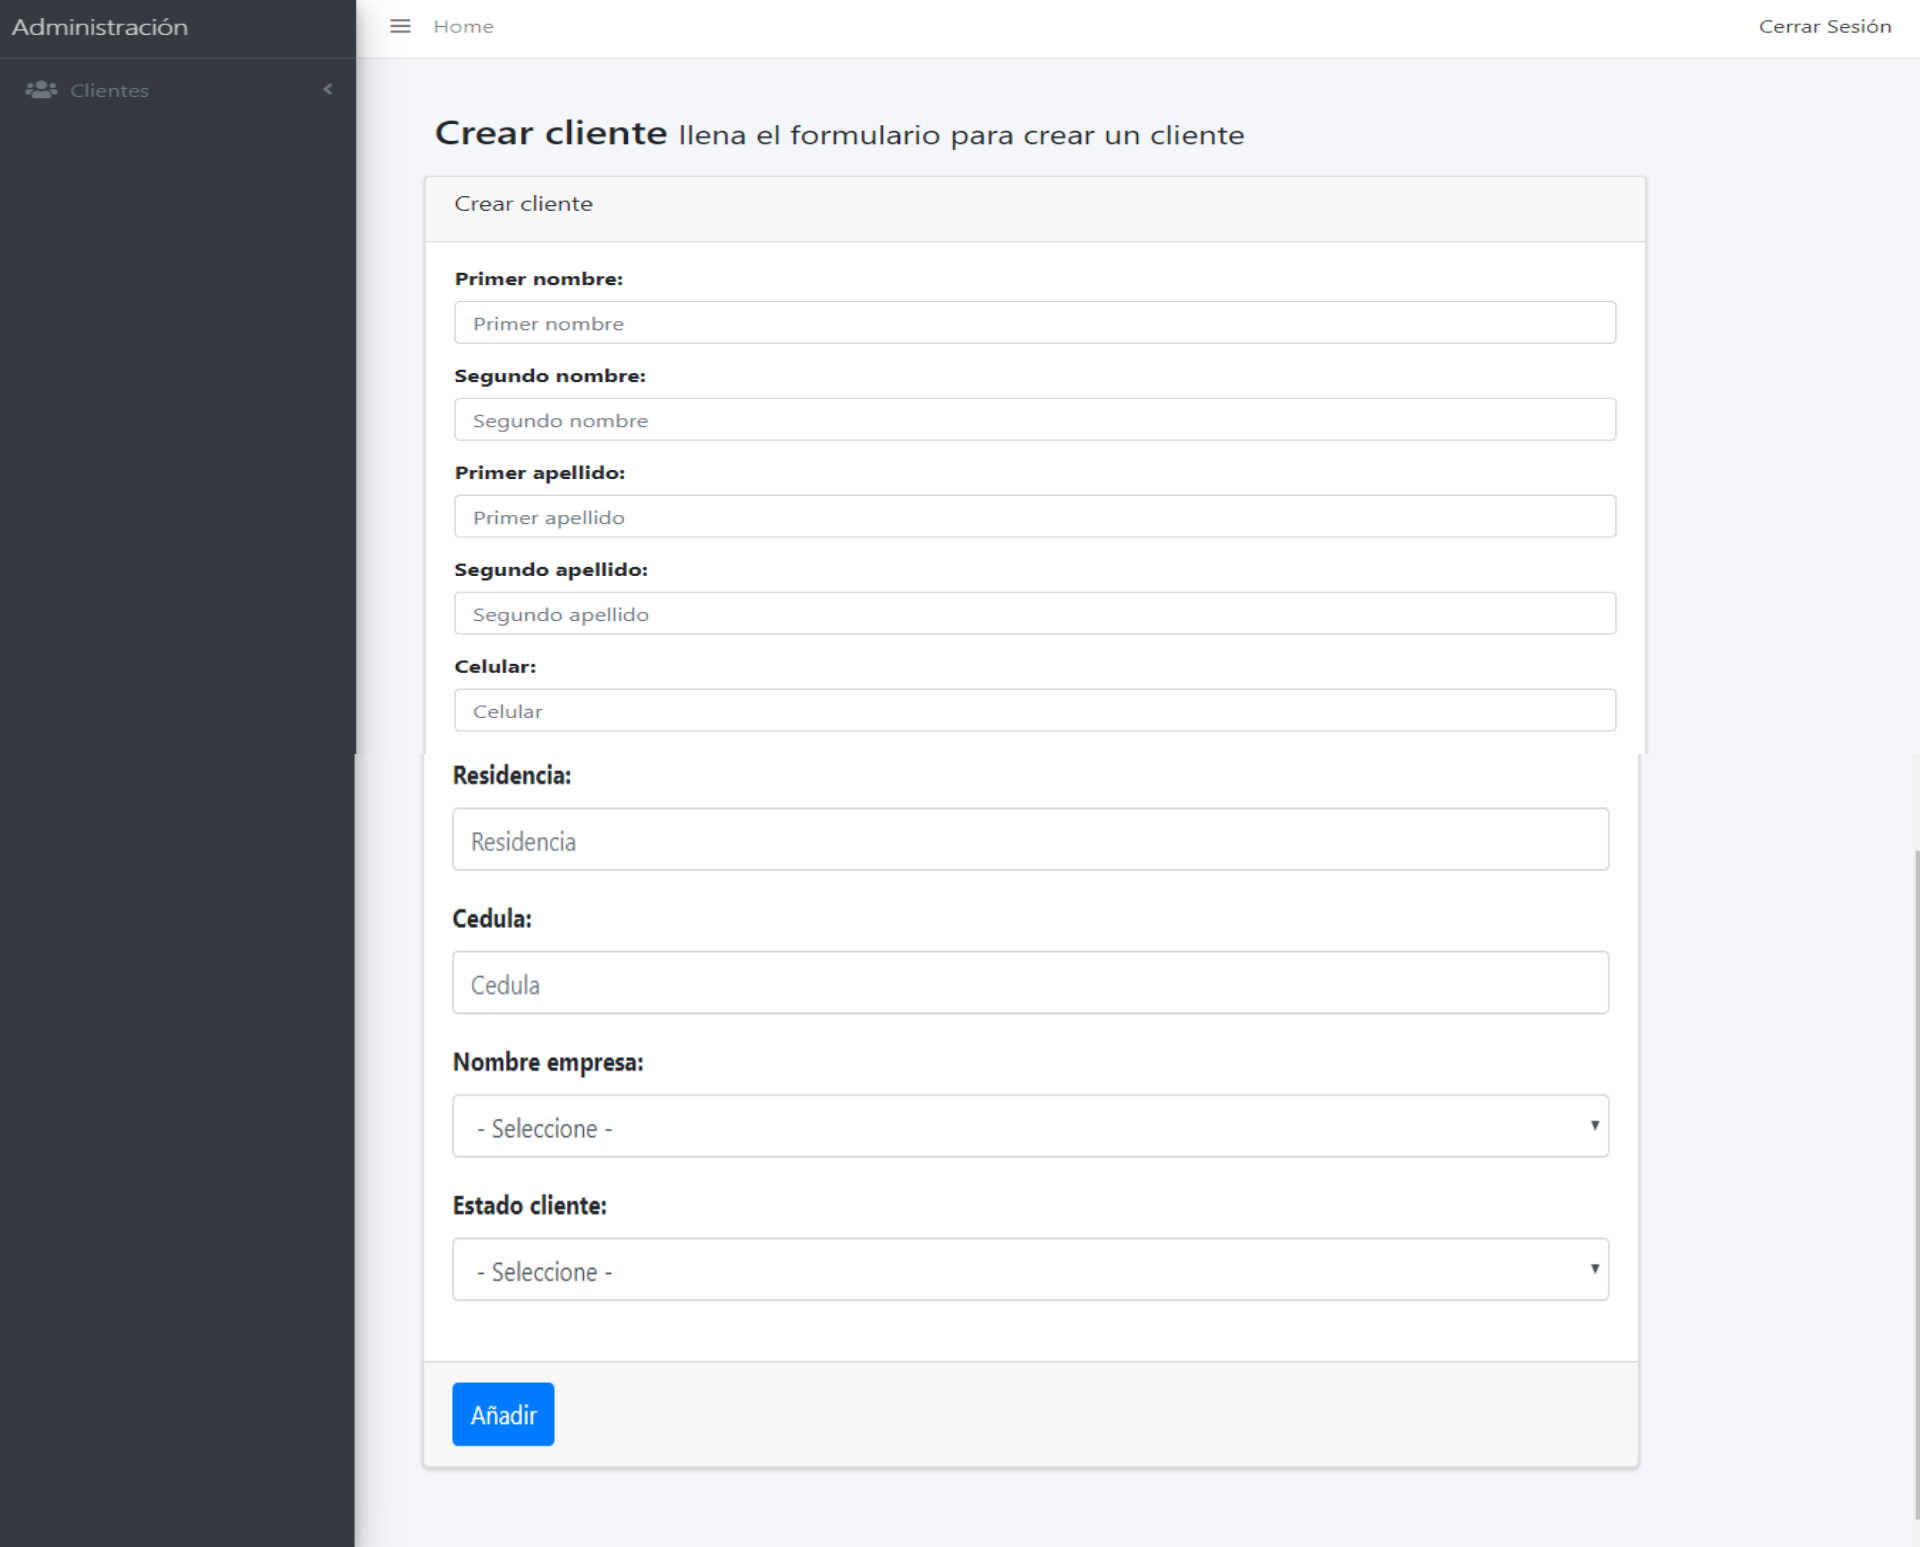 Administración
Home
Cerrar Sesión
Clientes
Crear cliente llena el formulario para crear un cliente
Crear cliente
Primer nombre:
Primer nombre
Segundo nombre:
Segundo nombre
Primer apellido:
Primer apellido
Segundo apellido:
Segundo apellido
Celular:
Celular
Residencia:
Residencia
Cedula:
Cedula
Nombre empresa:
- Seleccione -
Estado cliente:
- Seleccione -
Añadir